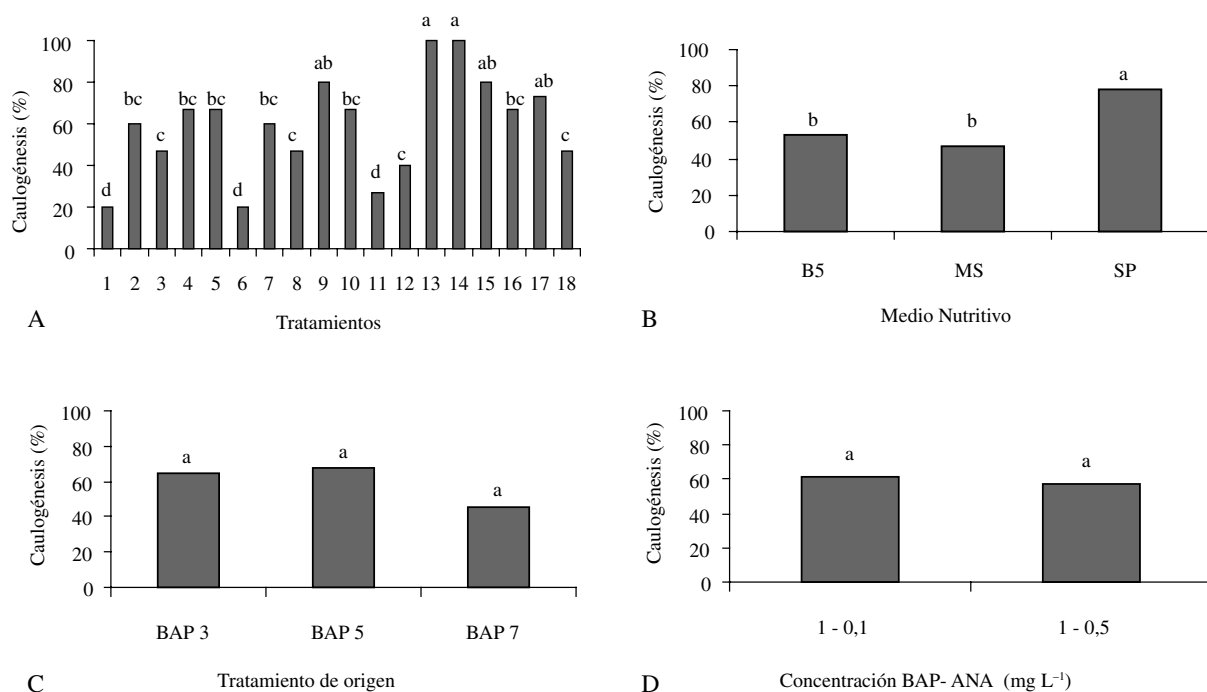 a a
ab
ab
ab
bc
bc bc
bc
bc
bc
c
c
c
c
d
d
d
100
80
60
40
20
0
Caulogénesis (%)
1 2 3 4 5 6 7 8 9 10 11 12 13 14 15 16 17 18
A
Tratamientos
100
80
60
40
20
0
Caulogénesis (%)
b
b
a
B5 MS SP
B
Medio Nutritivo
100
80
60
40
20
0
Caulogénesis (%)
a
a
a
BAP 3 BAP 5 BAP 7
C
Tratamiento de origen
100
80
60
40
20
0
Caulogénesis (%)
a
a
1 - 0,1 1 - 0,5
D
Concentración BAP- ANA (mg L⁻¹)